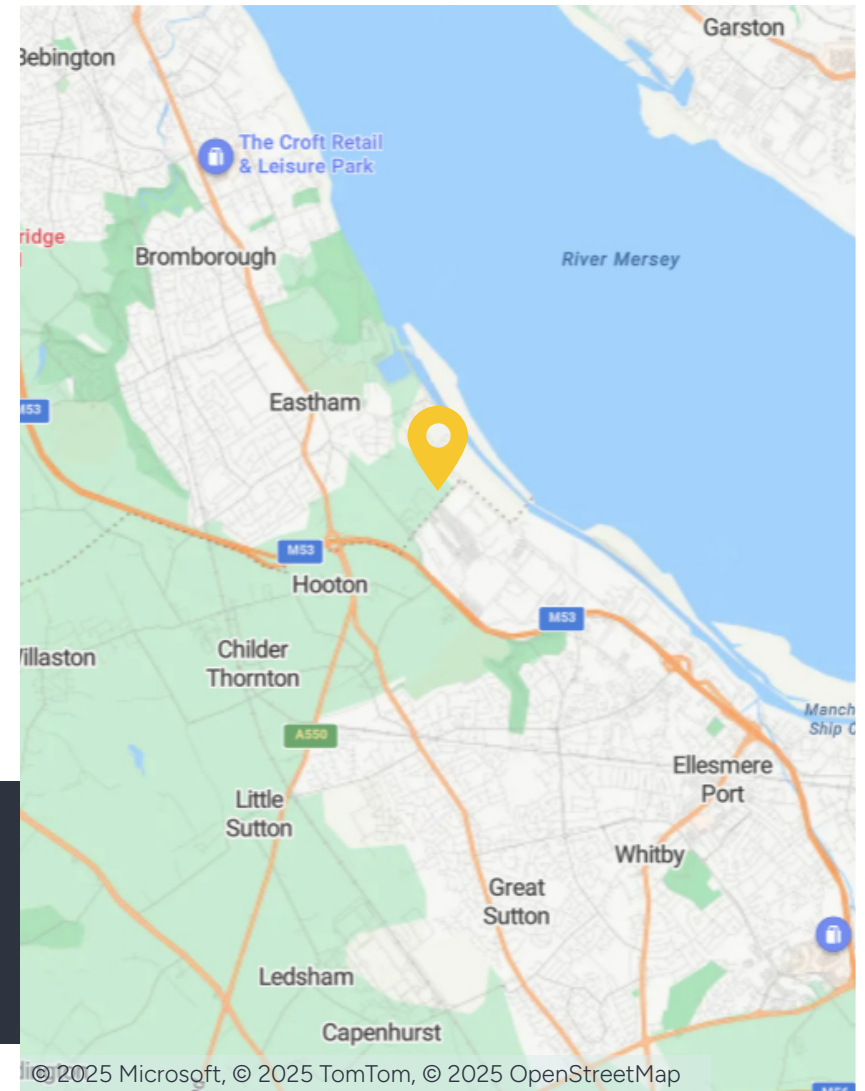 Garston
Bebington
The Croft Retail
& Leisure Park
ridge
Bromborough
River Mersey
Eastham
M53
M53
Hooton
M53
Childer
Thornton
illaston
Manch
Ship C
A550
Ellesmere
Port
Little
Sutton
Whitby
Great
Sutton
Ledsham
Capenhurst
© 2025 Microsoft, © 2025 TomTom, © 2025 OpenStreetMap